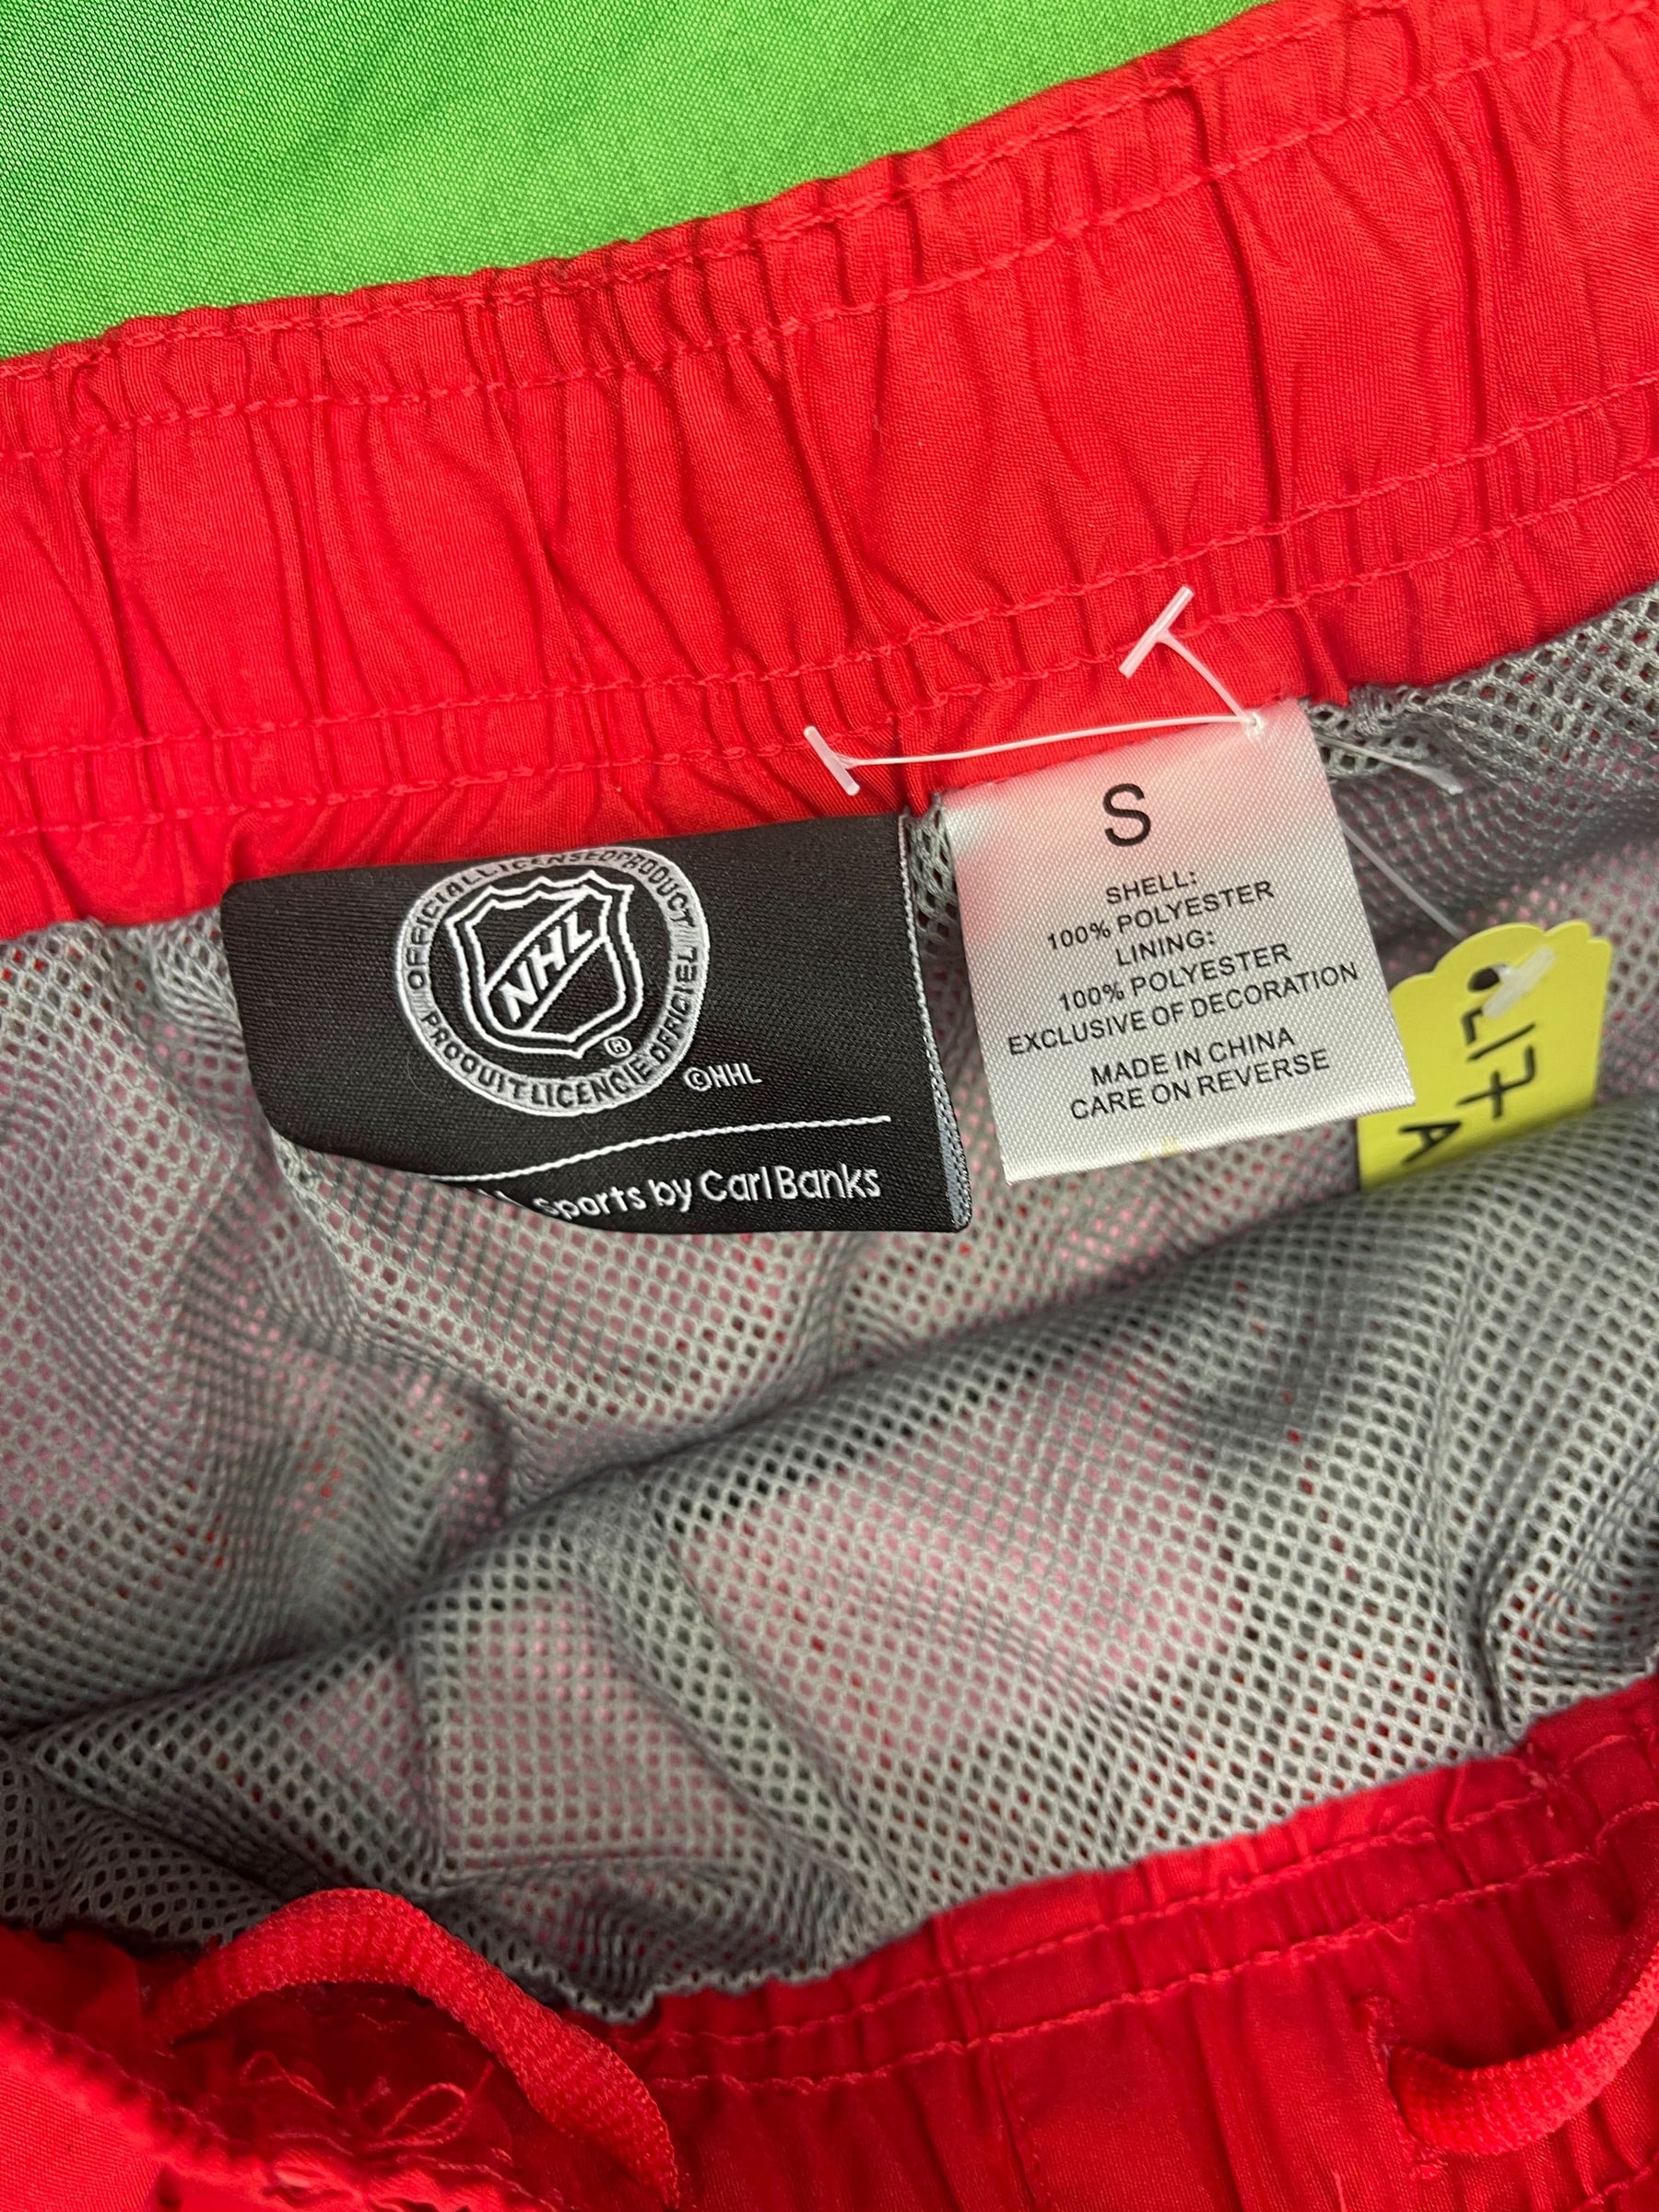 OFFICIAL LICENSED PRODUCT
NHL
®
PRODUIT LICENCIE OFFICIEL
©NHL
Sports by Carl Banks
S
SHELL:
100% POLYESTER
LINING:
100% POLYESTER
EXCLUSIVE OF DECORATION
MADE IN CHINA
CARE ON REVERSE